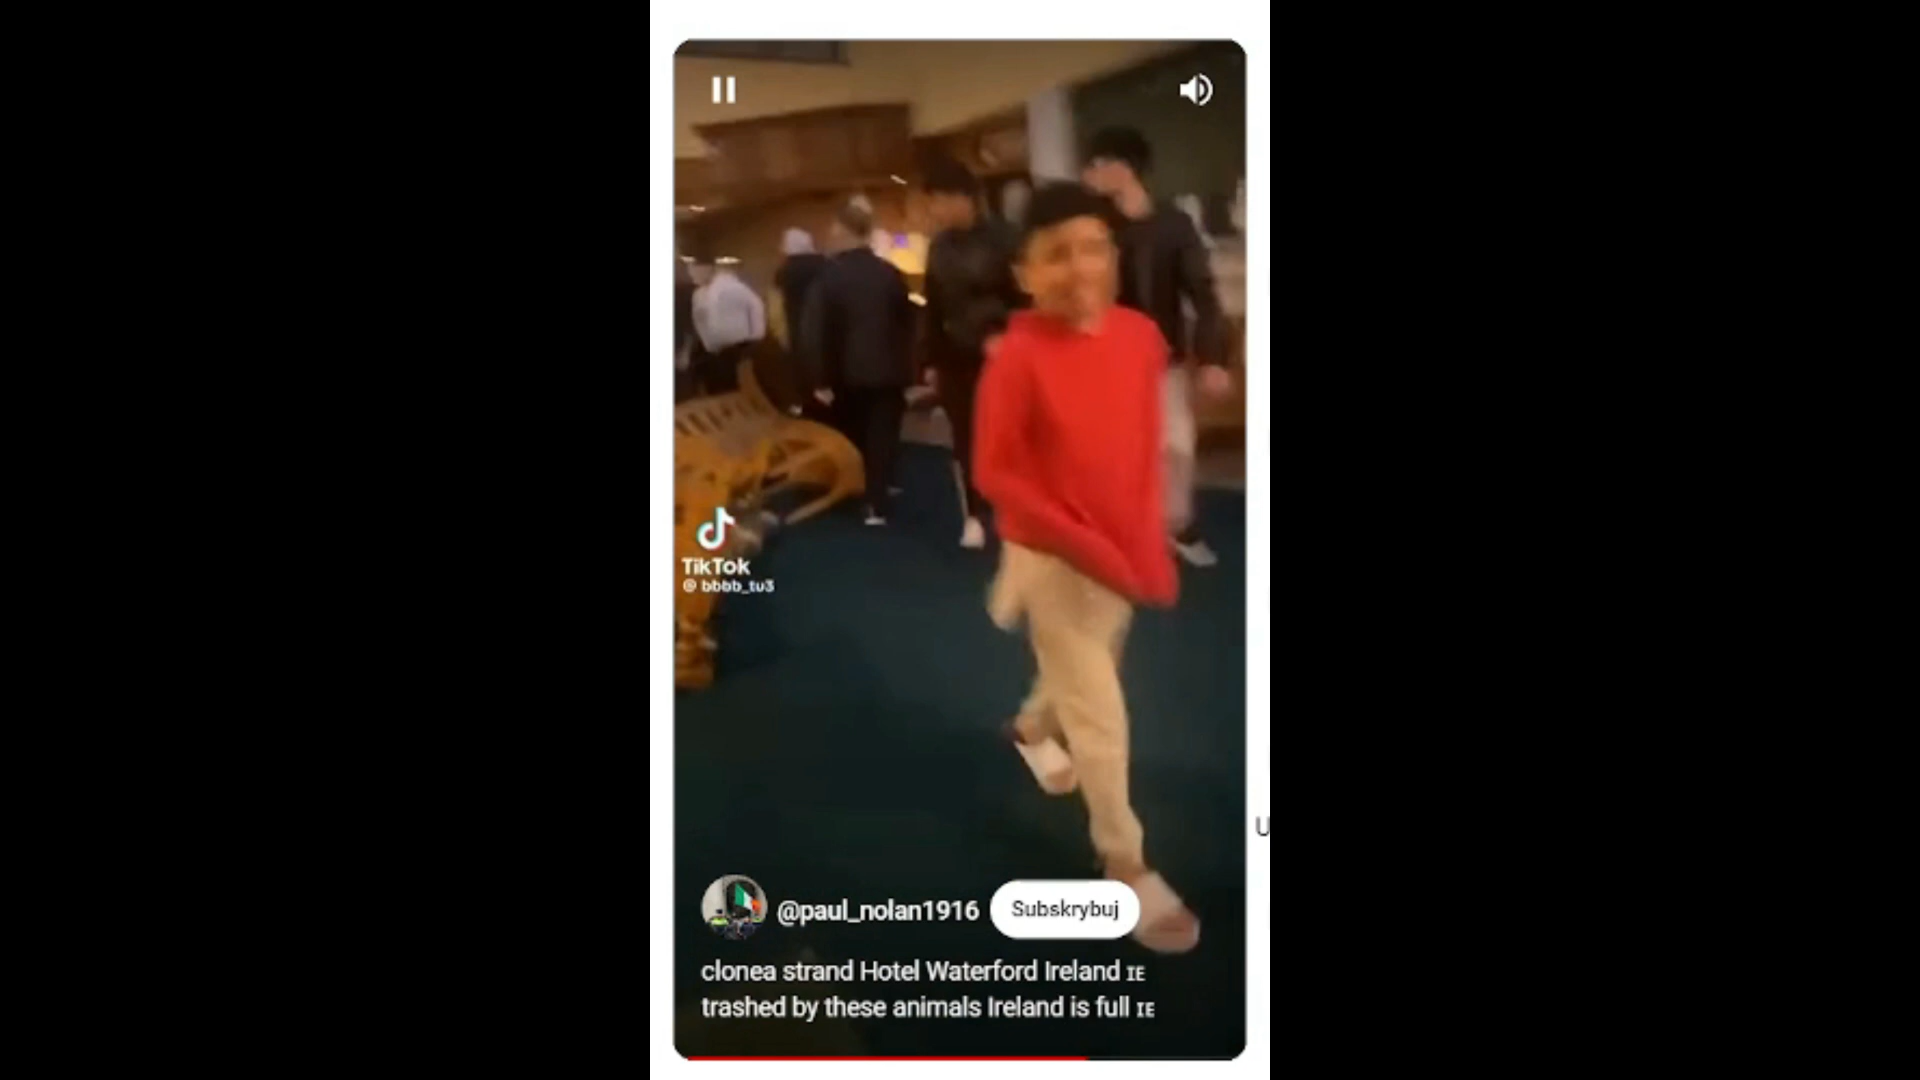 TikTok
@ bbbb_tu3
@paul_nolan1916 Subskrybuj
clonea strand Hotel Waterford Ireland IE
trashed by these animals Ireland is full IE
U